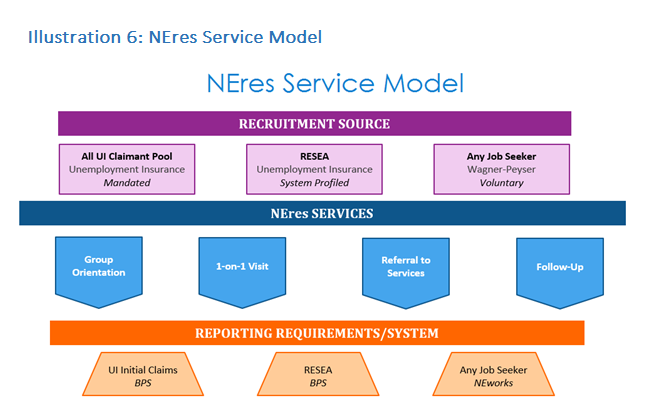 Illustration 6: NEres Service Model
NEres Service Model
RECRUITMENT SOURCE
All UI Claimant Pool
Unemployment Insurance
Mandated
RESEA
Unemployment Insurance
System Profiled
Any Job Seeker
Wagner-Peyser
Voluntary
NEres SERVICES
Group
Orientation
1-on-1 Visit
Referral to
Services
Follow-Up
REPORTING REQUIREMENTS/SYSTEM
UI Initial Claims
BPS
RESEA
BPS
Any Job Seeker
NEworks